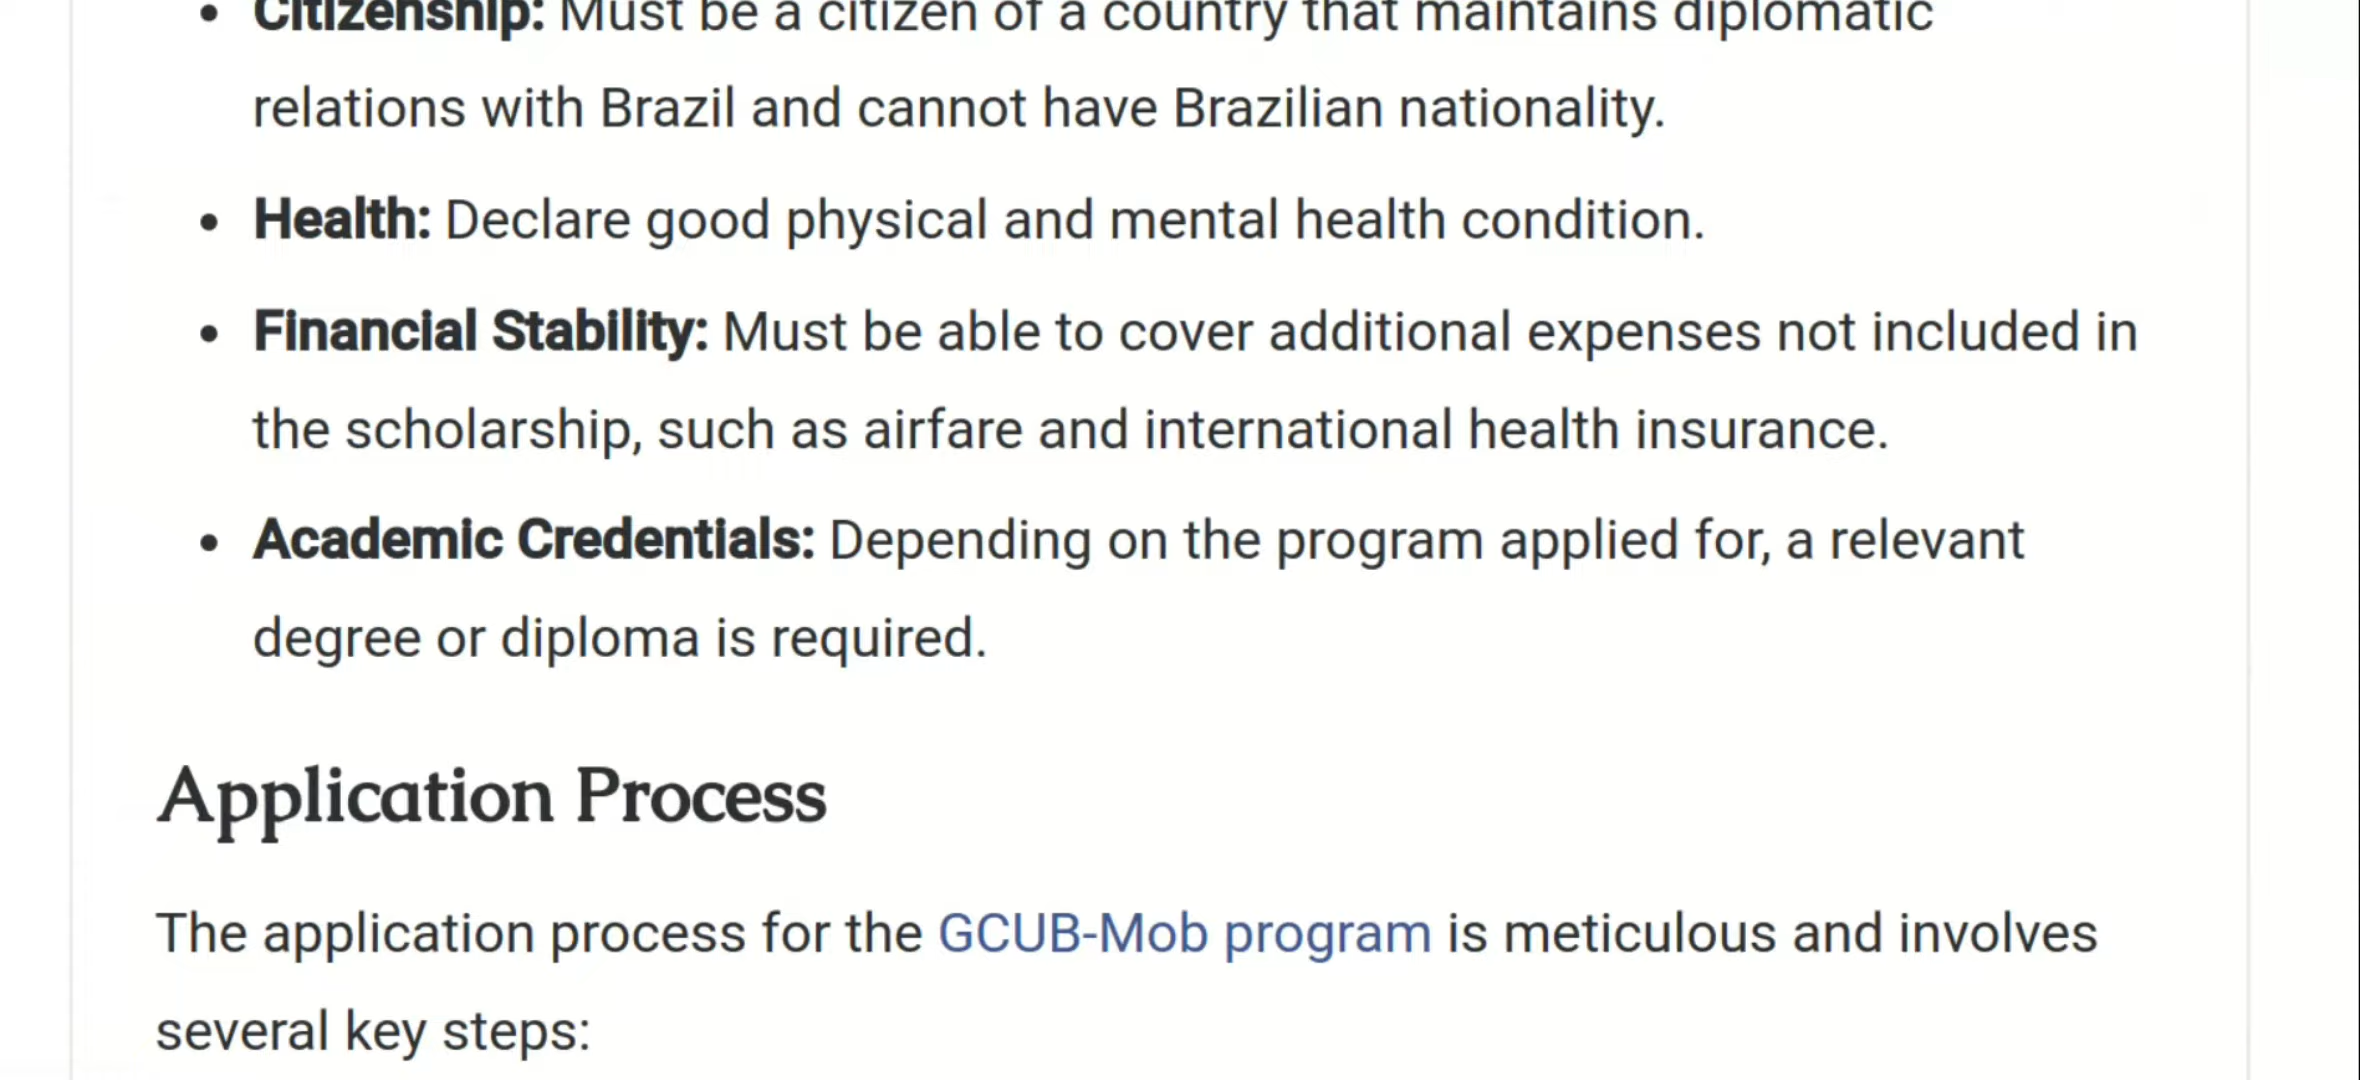 • Citizenship: Must be a citizen of a country that maintains diplomatic
relations with Brazil and cannot have Brazilian nationality.
• Health: Declare good physical and mental health condition.
• Financial Stability: Must be able to cover additional expenses not included in
the scholarship, such as airfare and international health insurance.
• Academic Credentials: Depending on the program applied for, a relevant
degree or diploma is required.
Application Process
The application process for the GCUB-Mob program is meticulous and involves
several key steps: